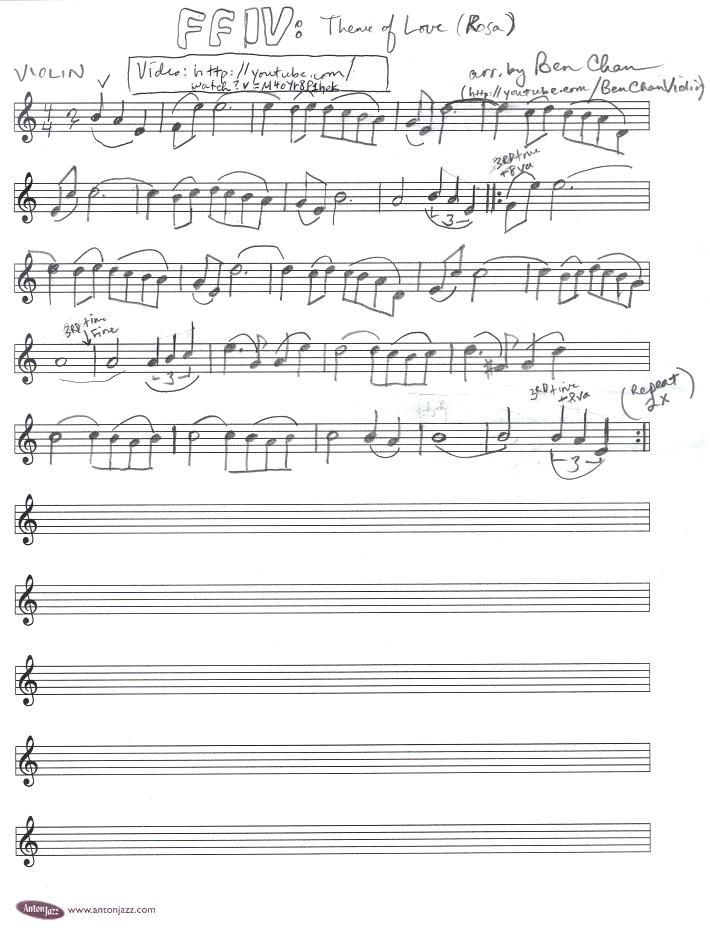 FFIV: Theme of Love (Rosa)
VIOLIN
Video: http://youtube.com/
watch?v=
arr. by Ben Chan
(http://youtube.com/BenChanViolin)
4/4
3RD time
+8va
3
3RD time
Fine
3
3RD time
+8va
(Repeat
2x)
3
AntonJazz www.antonjazz.com